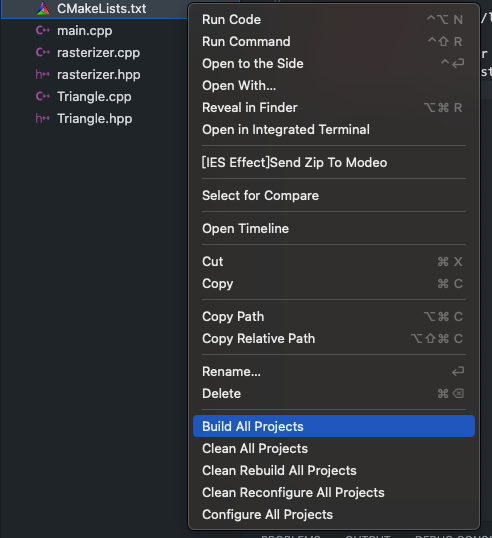 CMakeLists.txt
main.cpp
rasterizer.cpp
rasterizer.hpp
Triangle.cpp
Triangle.hpp
Run Code ⌃⌥ N
Run Command ⌃⇧ R
Open to the Side ⌃⏎
Open With...
Reveal in Finder ⌥⌘ R
Open in Integrated Terminal
[IES Effect]Send Zip To Modeo
Select for Compare
Open Timeline
Cut ⌘ X
Copy ⌘ C
Copy Path ⌥⌘ C
Copy Relative Path ⌥⇧⌘ C
Rename... ⏎
Delete ⌘⌫
Build All Projects
Clean All Projects
Clean Rebuild All Projects
Clean Reconfigure All Projects
Configure All Projects